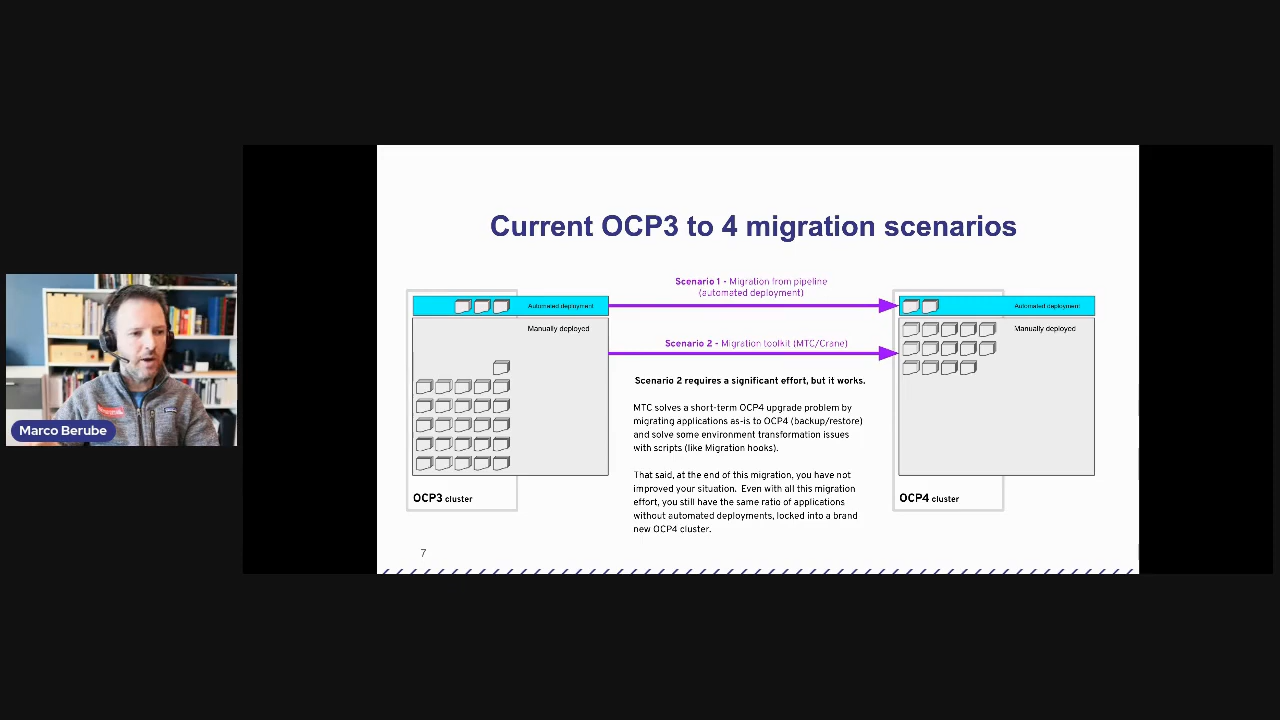 Current OCP3 to 4 migration scenarios
Scenario 1 - Migration from pipeline
(automated deployment)
Automated deployment
Automated deployment
Manually deployed
Manually deployed
Scenario 2 - Migration toolkit (MTC/Crane)
Scenario 2 requires a significant effort, but it works.
MTC solves a short-term OCP4 upgrade problem by
migrating applications as-is to OCP4 (backup/restore)
and solve some environment transformation issues
with scripts (like Migration hooks).
That said, at the end of this migration, you have not
improved your situation. Even with all this migration
effort, you still have the same ratio of applications
without automated deployments, locked into a brand
new OCP4 cluster.
OCP3 cluster
OCP4 cluster
7
Marco Berube